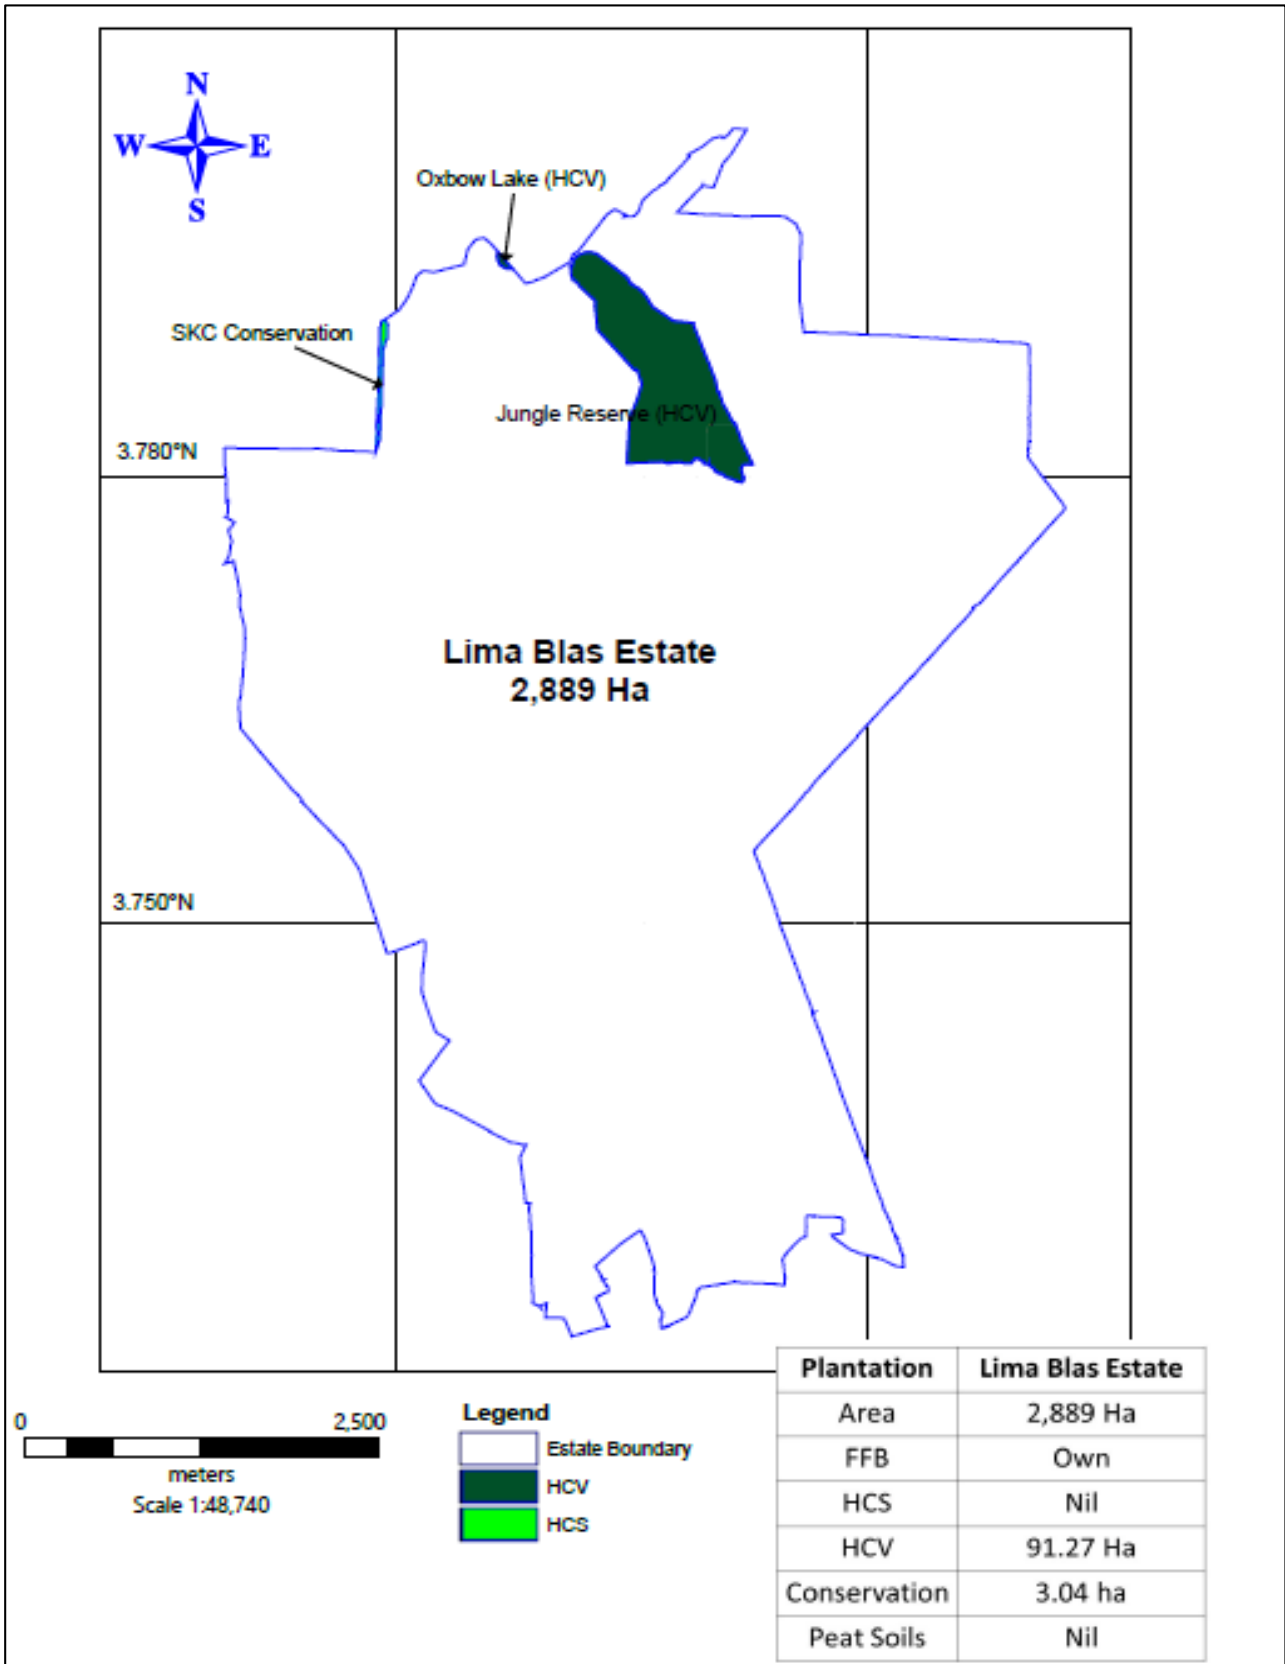 N
W E
S
Oxbow Lake (HCV)
SKC Conservation
Jungle Reserve (HCV)
3.780°N
Lima Blas Estate
2,889 Ha
3.750°N
0 2,500
meters
Scale 1:48,740
Legend
Estate Boundary
HCV
HCS
Plantation Lima Blas Estate
Area 2,889 Ha
FFB Own
HCS Nil
HCV 91.27 Ha
Conservation 3.04 ha
Peat Soils Nil